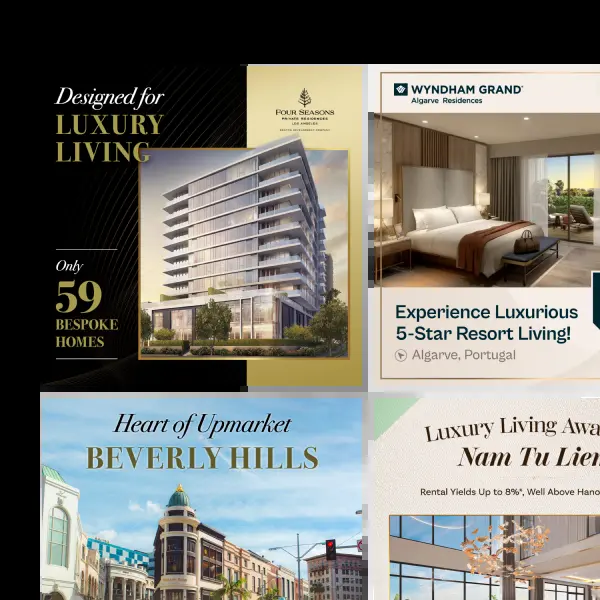 Designed for
LUXURY
LIVING
Only
59
BESPOKE
HOMES
FOUR SEASONS
PRIVATE RESIDENCES
LOS ANGELES
WYNDHAM GRAND
Algarve Residences
Experience Luxurious
5-Star Resort Living!
Algarve, Portugal
Heart of Upmarket
BEVERLY HILLS
Luxury Living Awa
Nam Tu Lien
Rental Yields Up to 8%*, Well Above Hano